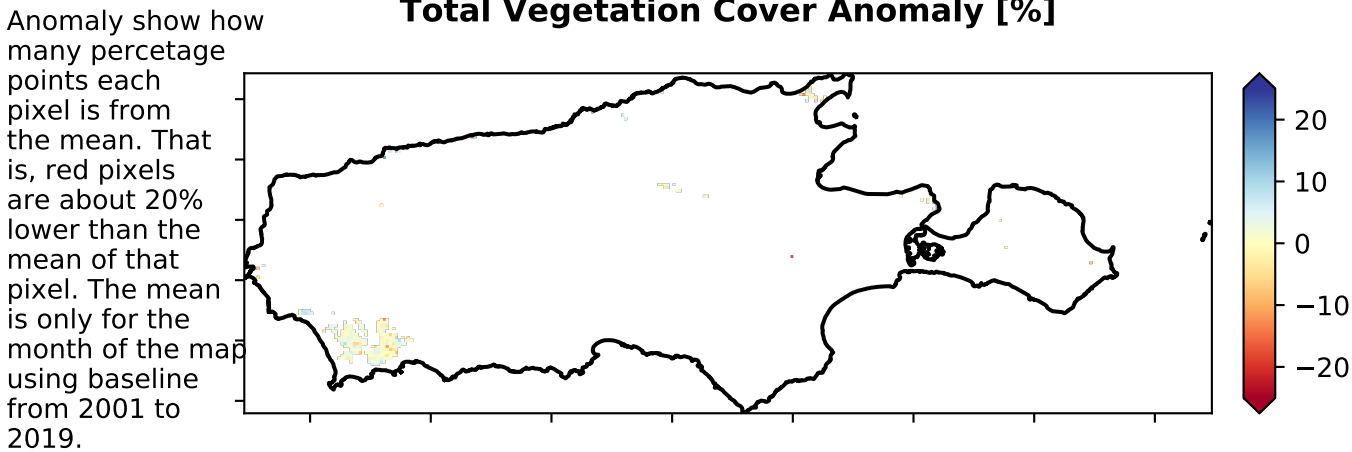 Total Vegetation Cover Anomaly [%]
Anomaly show how
many percetage
points each
pixel is from
the mean. That
is, red pixels
are about 20%
lower than the
mean of that
pixel. The mean
is only for the
month of the map
using baseline
from 2001 to
2019.
20
10
0
−10
−20